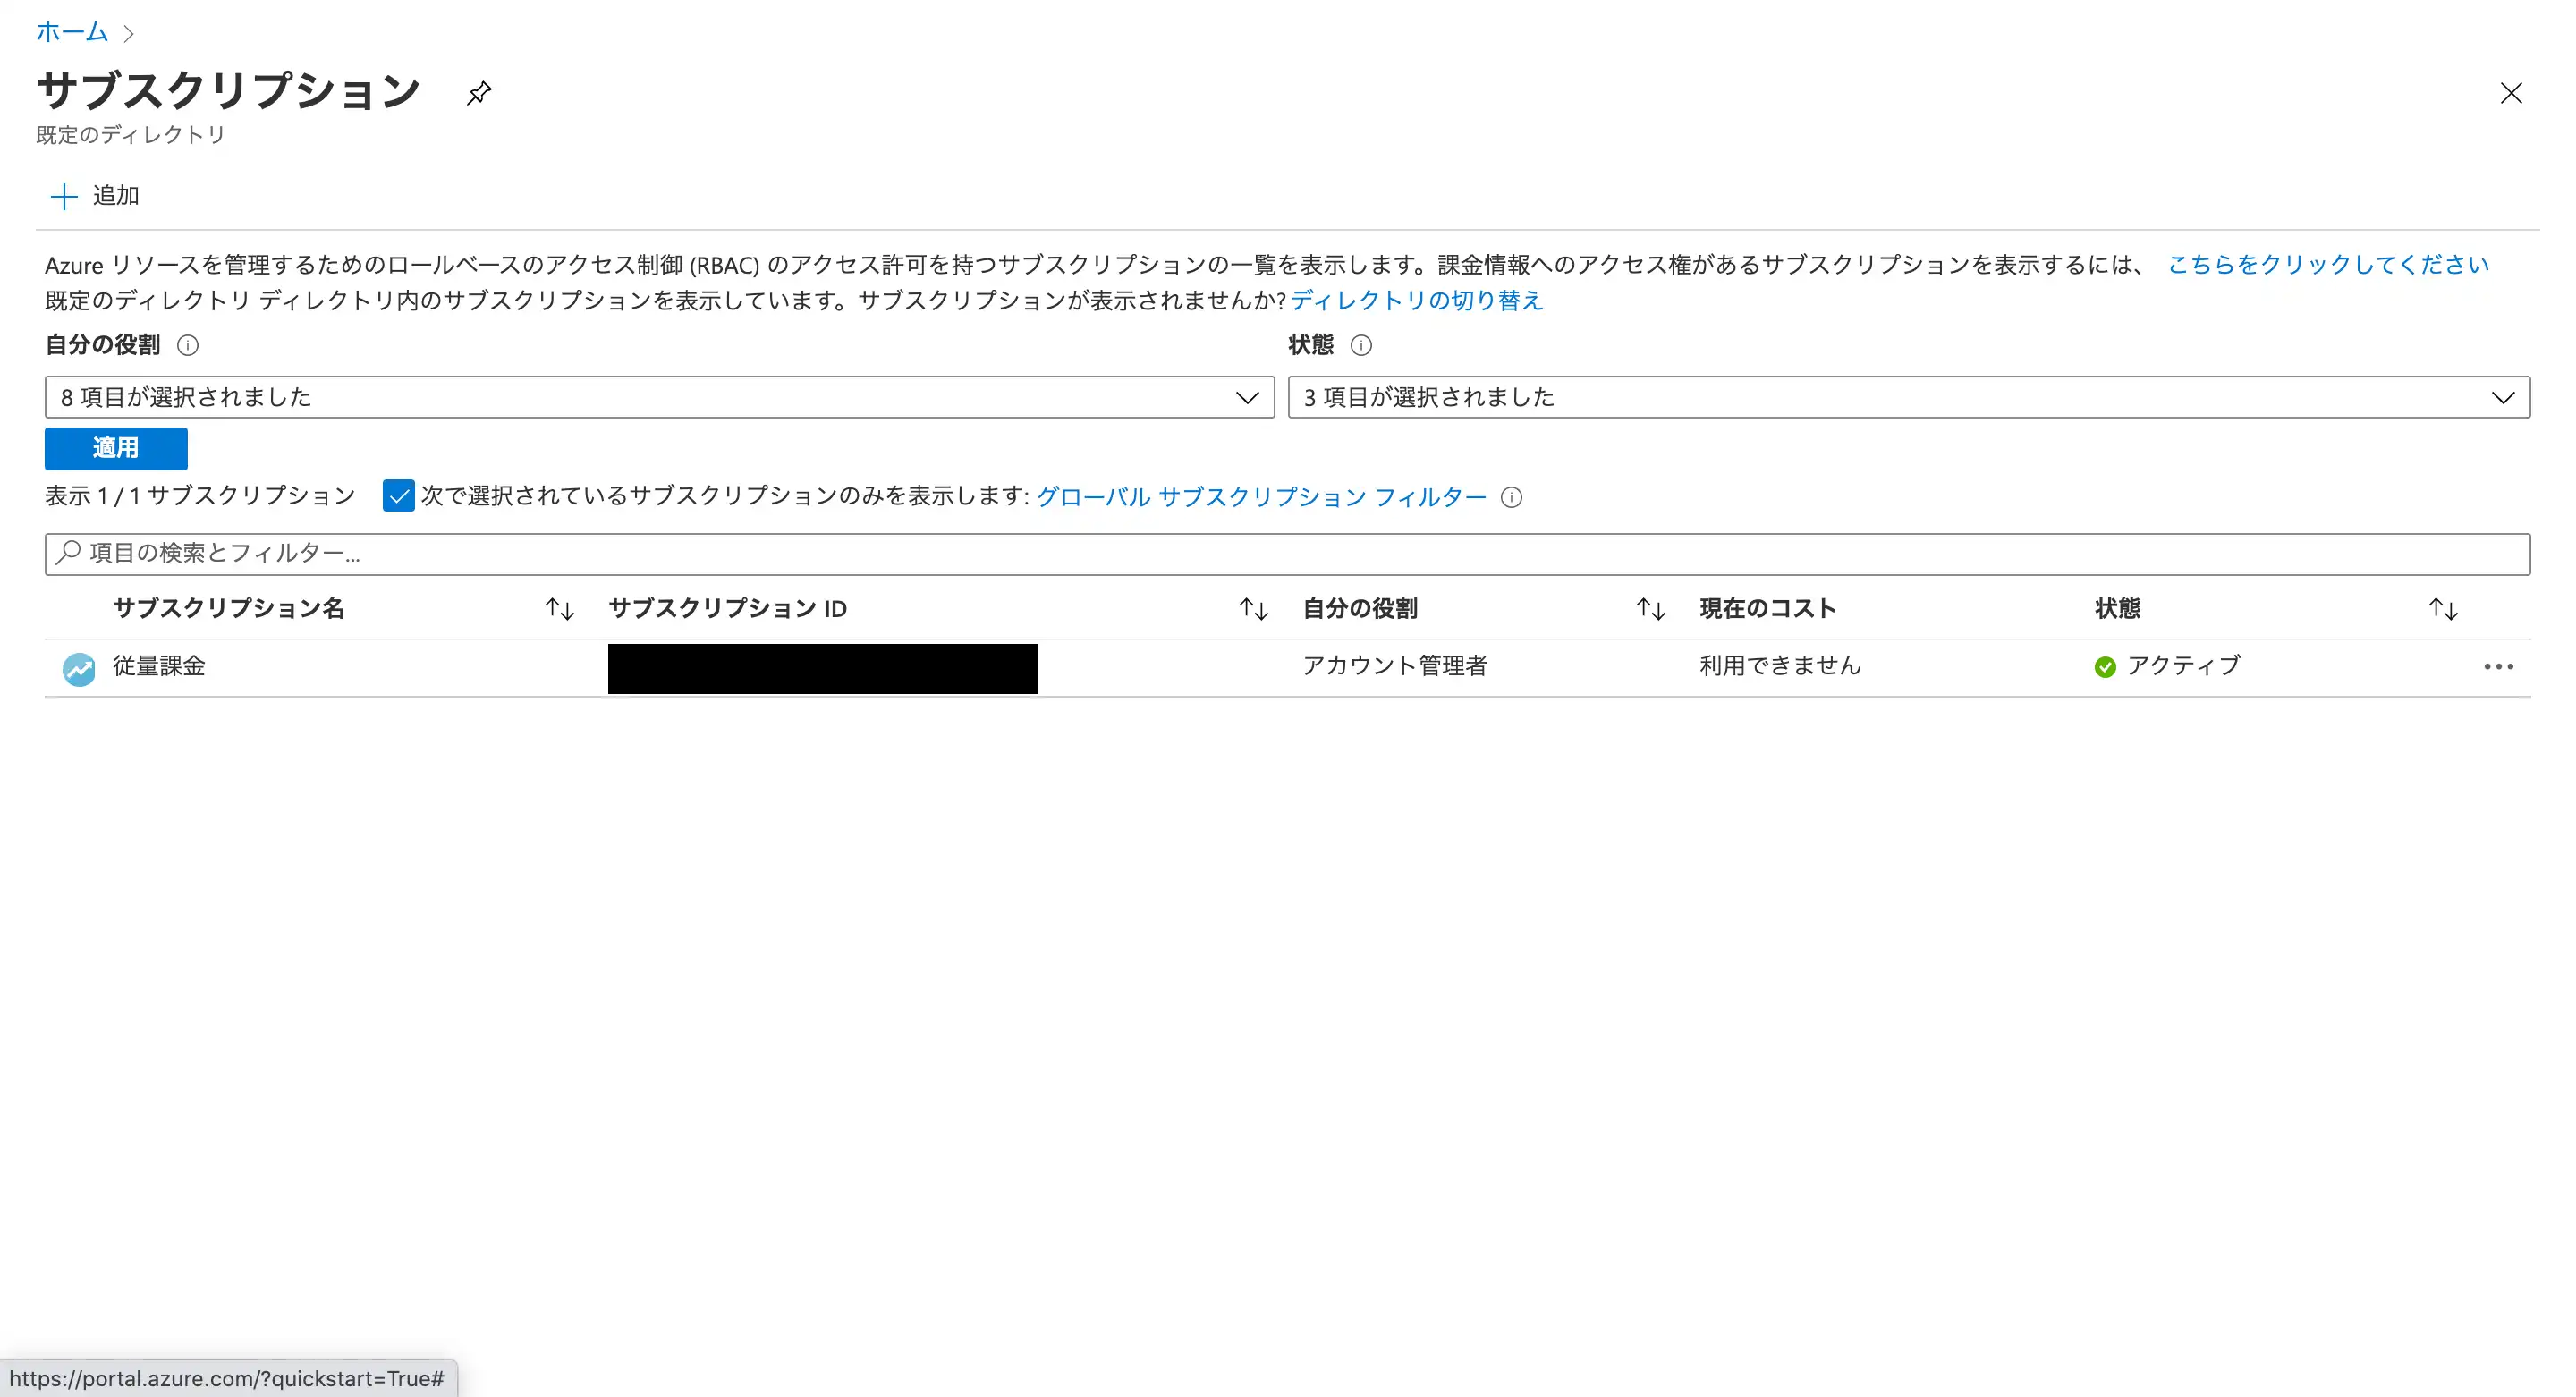 ホーム
サブスクリプション
既定のディレクトリ
追加
Azure リソースを管理するためのロールベースのアクセス制御 (RBAC) のアクセス許可を持つサブスクリプションの一覧を表示します。課金情報へのアクセス権があるサブスクリプションを表示するには、 こちらをクリックしてください
既定のディレクトリ ディレクトリ内のサブスクリプションを表示しています。サブスクリプションが表示されませんか? ディレクトリの切り替え
自分の役割 状態
8 項目が選択されました 3 項目が選択されました
適用
表示 1 / 1 サブスクリプション 次で選択されているサブスクリプションのみを表示します: グローバル サブスクリプション フィルター
項目の検索とフィルター...
サブスクリプション名 サブスクリプション ID 自分の役割 現在のコスト 状態
従量課金 アカウント管理者 利用できません アクティブ
https://portal.azure.com/?quickstart=True#